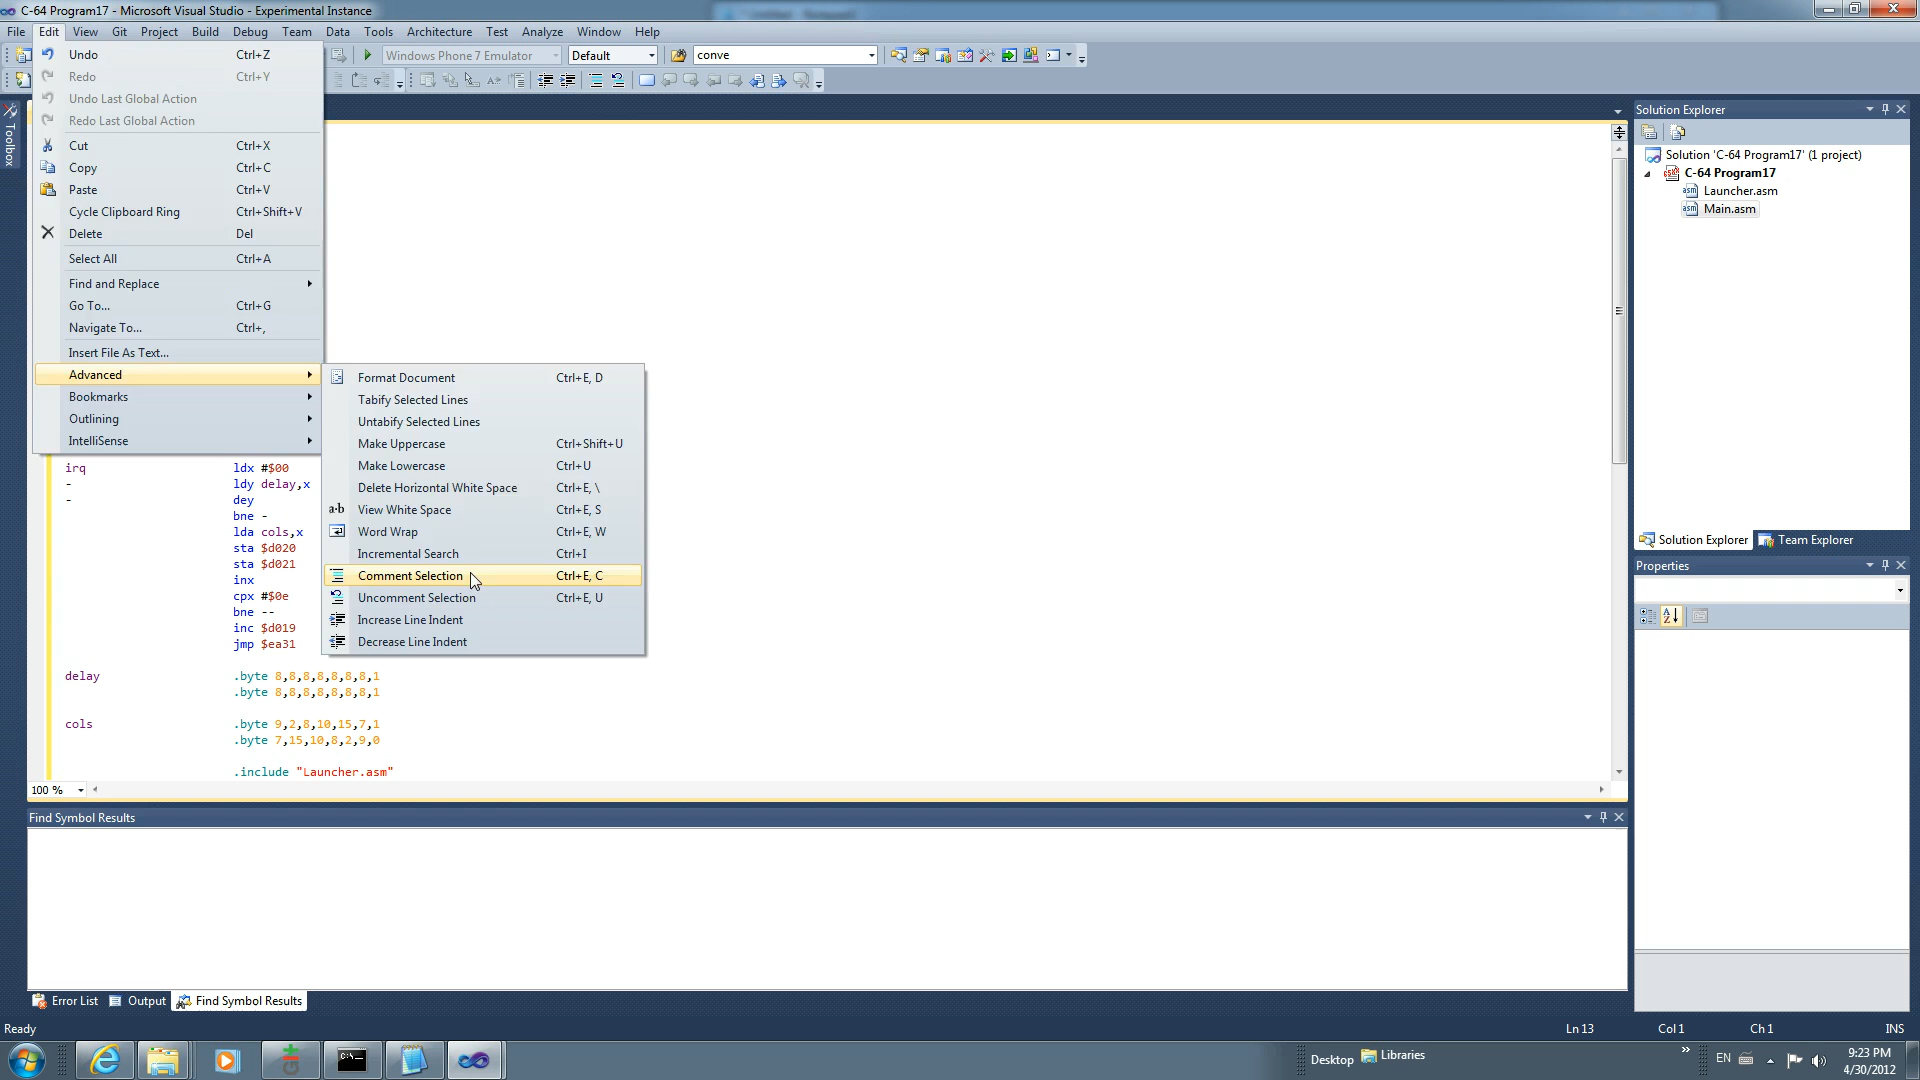 C-64 Program17 - Microsoft Visual Studio - Experimental Instance
File Edit View Git Project Build Debug Team Data Tools Architecture Test Analyze Window Help
Windows Phone 7 Emulator Default conve
Toolbox
Undo Ctrl+Z
Redo Ctrl+Y
Undo Last Global Action
Redo Last Global Action
Cut Ctrl+X
Copy Ctrl+C
Paste Ctrl+V
Cycle Clipboard Ring Ctrl+Shift+V
Delete Del
Select All Ctrl+A
Find and Replace
Go To... Ctrl+G
Navigate To... Ctrl+,
Insert File As Text...
Advanced
Bookmarks
Outlining
IntelliSense
Format Document Ctrl+E, D
Tabify Selected Lines
Untabify Selected Lines
Make Uppercase Ctrl+Shift+U
Make Lowercase Ctrl+U
Delete Horizontal White Space Ctrl+E, \
a·b View White Space Ctrl+E, S
Word Wrap Ctrl+E, W
Incremental Search Ctrl+I
Comment Selection Ctrl+E, C
Uncomment Selection Ctrl+E, U
Increase Line Indent
Decrease Line Indent
irq ldx #$00
- ldy delay,x
- dey
bne -
lda cols,x
sta $d020
sta $d021
inx
cpx #$0e
bne --
inc $d019
jmp $ea31
delay .byte 8,8,8,8,8,8,8,1
.byte 8,8,8,8,8,8,8,1
cols .byte 9,2,8,10,15,7,1
.byte 7,15,10,8,2,9,0
.include "Launcher.asm"
100 %
Solution Explorer
Solution 'C-64 Program17' (1 project)
C-64 Program17
Launcher.asm
Main.asm
Solution Explorer Team Explorer
Properties
Find Symbol Results
Error List Output Find Symbol Results
Ready Ln 13 Col 1 Ch 1 INS
Desktop Libraries » EN 9:23 PM
4/30/2012